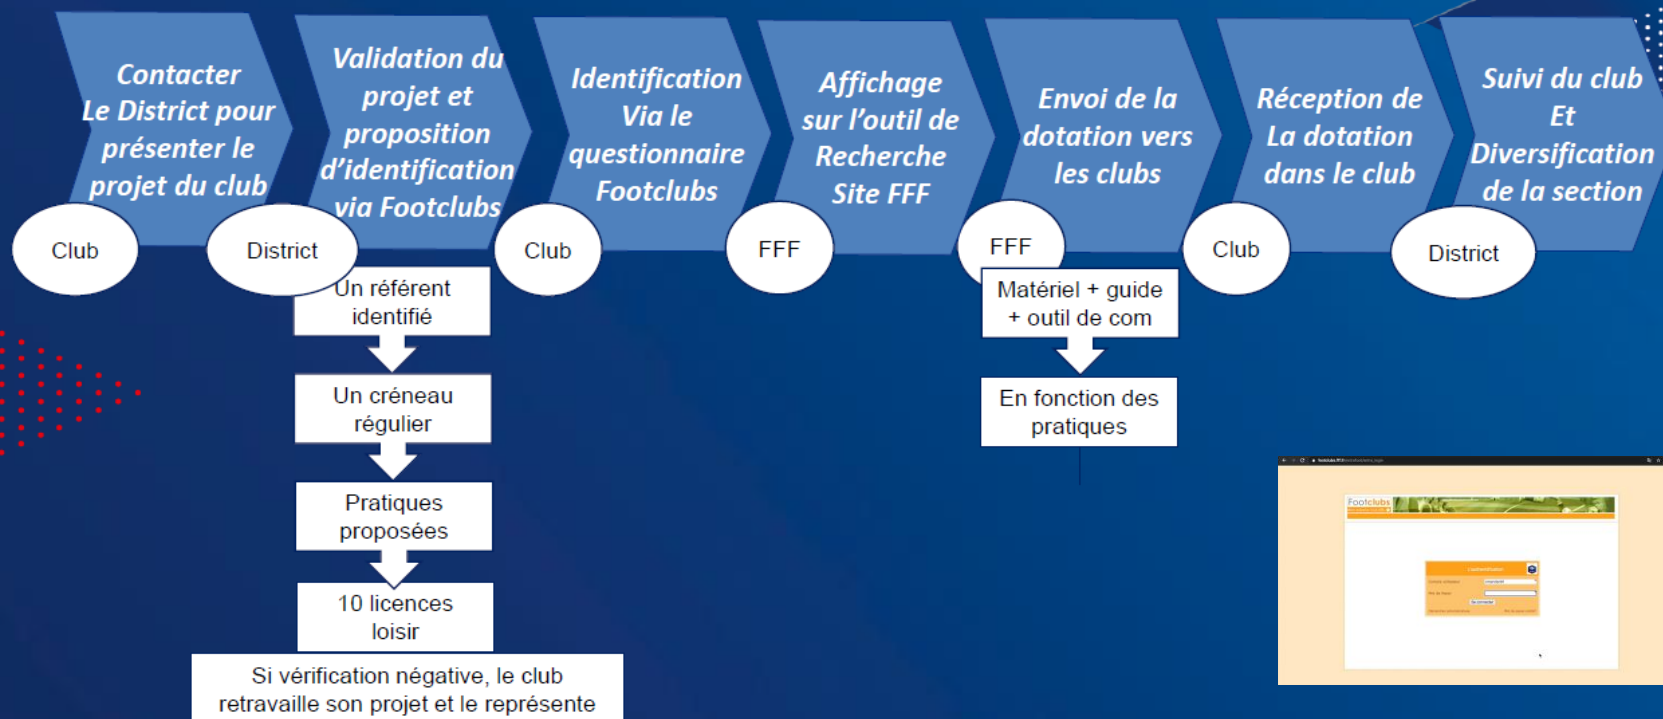 Contacter
Le District pour
présenter le
projet du club
Club
Validation du
projet et
proposition
d'identification
via Footclubs
District
Identification
Via le
questionnaire
Footclubs
Club
Affichage
sur l'outil de
Recherche
Site FFF
FFF
Envoi de la
dotation vers
les clubs
FFF
Réception de
La dotation
dans le club
Club
Suivi du club
Et
Diversification
de la section
District
Un référent
identifié
Un créneau
régulier
Pratiques
proposées
10 licences
loisir
Si vérification négative, le club
retravaille son projet et le représente
Matériel + guide
+ outil de com
En fonction des
pratiques
Footclubs